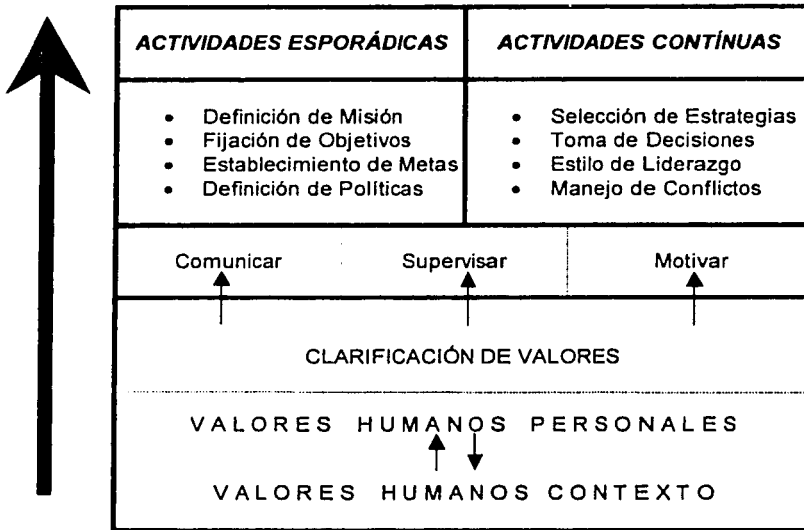 ACTIVIDADES ESPORÁDICAS
ACTIVIDADES CONTÍNUAS
• Definición de Misión
• Fijación de Objetivos
• Establecimiento de Metas
• Definición de Políticas
• Selección de Estrategias
• Toma de Decisiones
• Estilo de Liderazgo
• Manejo de Conflictos
Comunicar
Supervisar
Motivar
CLARIFICACIÓN DE VALORES
VALORES HUMANOS PERSONALES
VALORES HUMANOS CONTEXTO